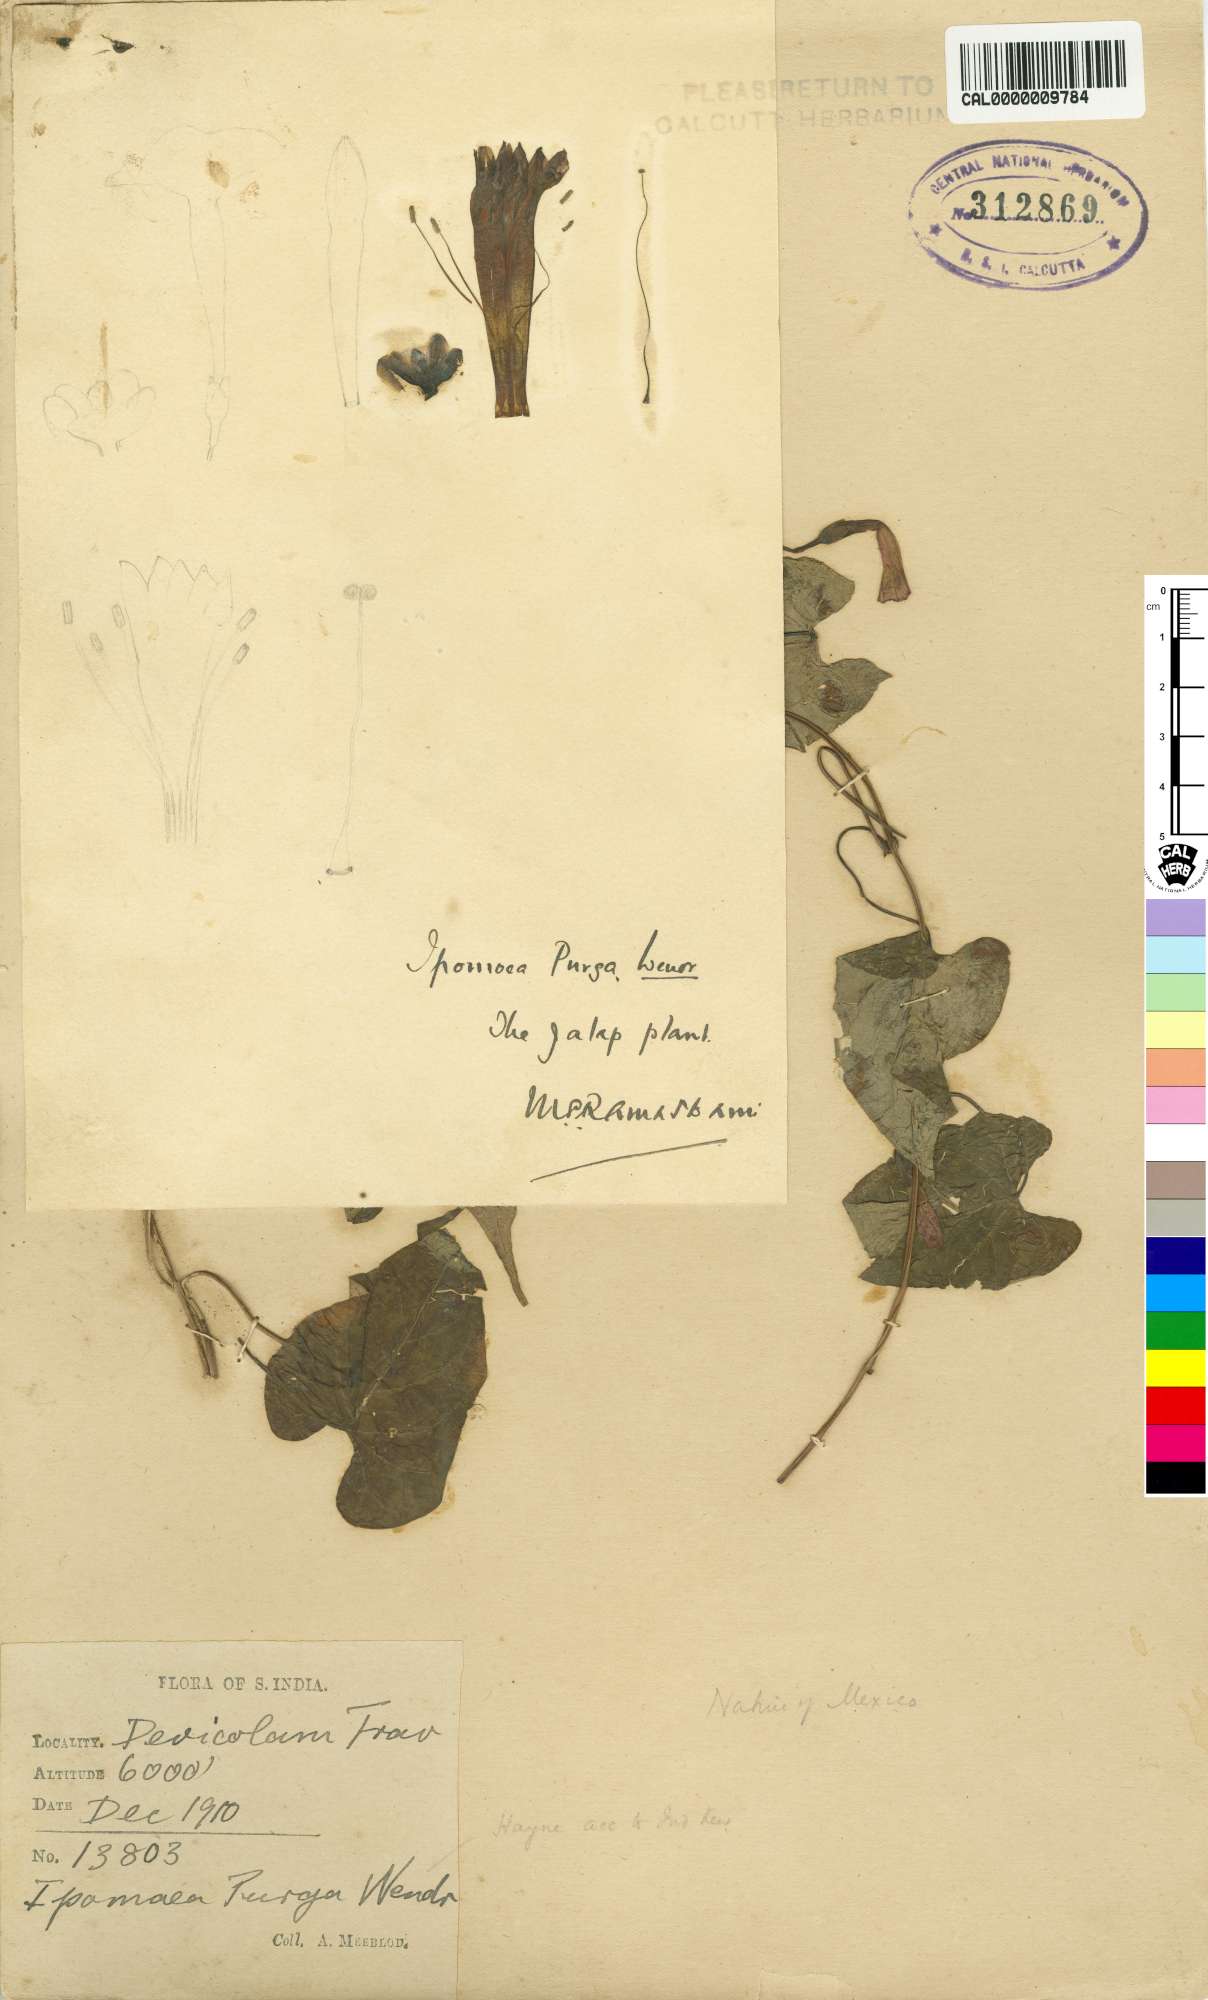 PLEASE RETURN TO
CALCUTTA HERBARIUM
CAL0000009784
CENTRAL NATIONAL HERBARIUM
No 312869
B. S. I. CALCUTTA
0
cm
1
2
3
4
5
CAL
HERB
CENTRAL NATIONAL HERBARIUM
Ipomoea Purga
The Jalap plant.
M.S.Ramaswami
FLORA OF S. INDIA.
LOCALITY. Devicolam Trav
ALTITUDE 6000'
DATE Dec 1910
No. 13803
Ipomaea Purga Wendr
Coll. A. MEEBLOD.
Native of Mexico
Hayne acc to Ind Kew